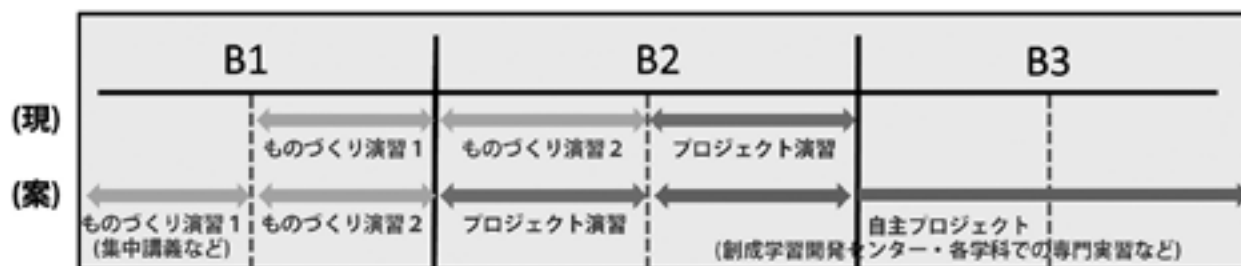 B1 B2 B3
(現)
ものづくり演習1 ものづくり演習2 プロジェクト演習
(案)
ものづくり演習1 ものづくり演習2 プロジェクト演習 自主プロジェクト
(集中講義など) (創成学習開発センター・各学科での専門実習など)